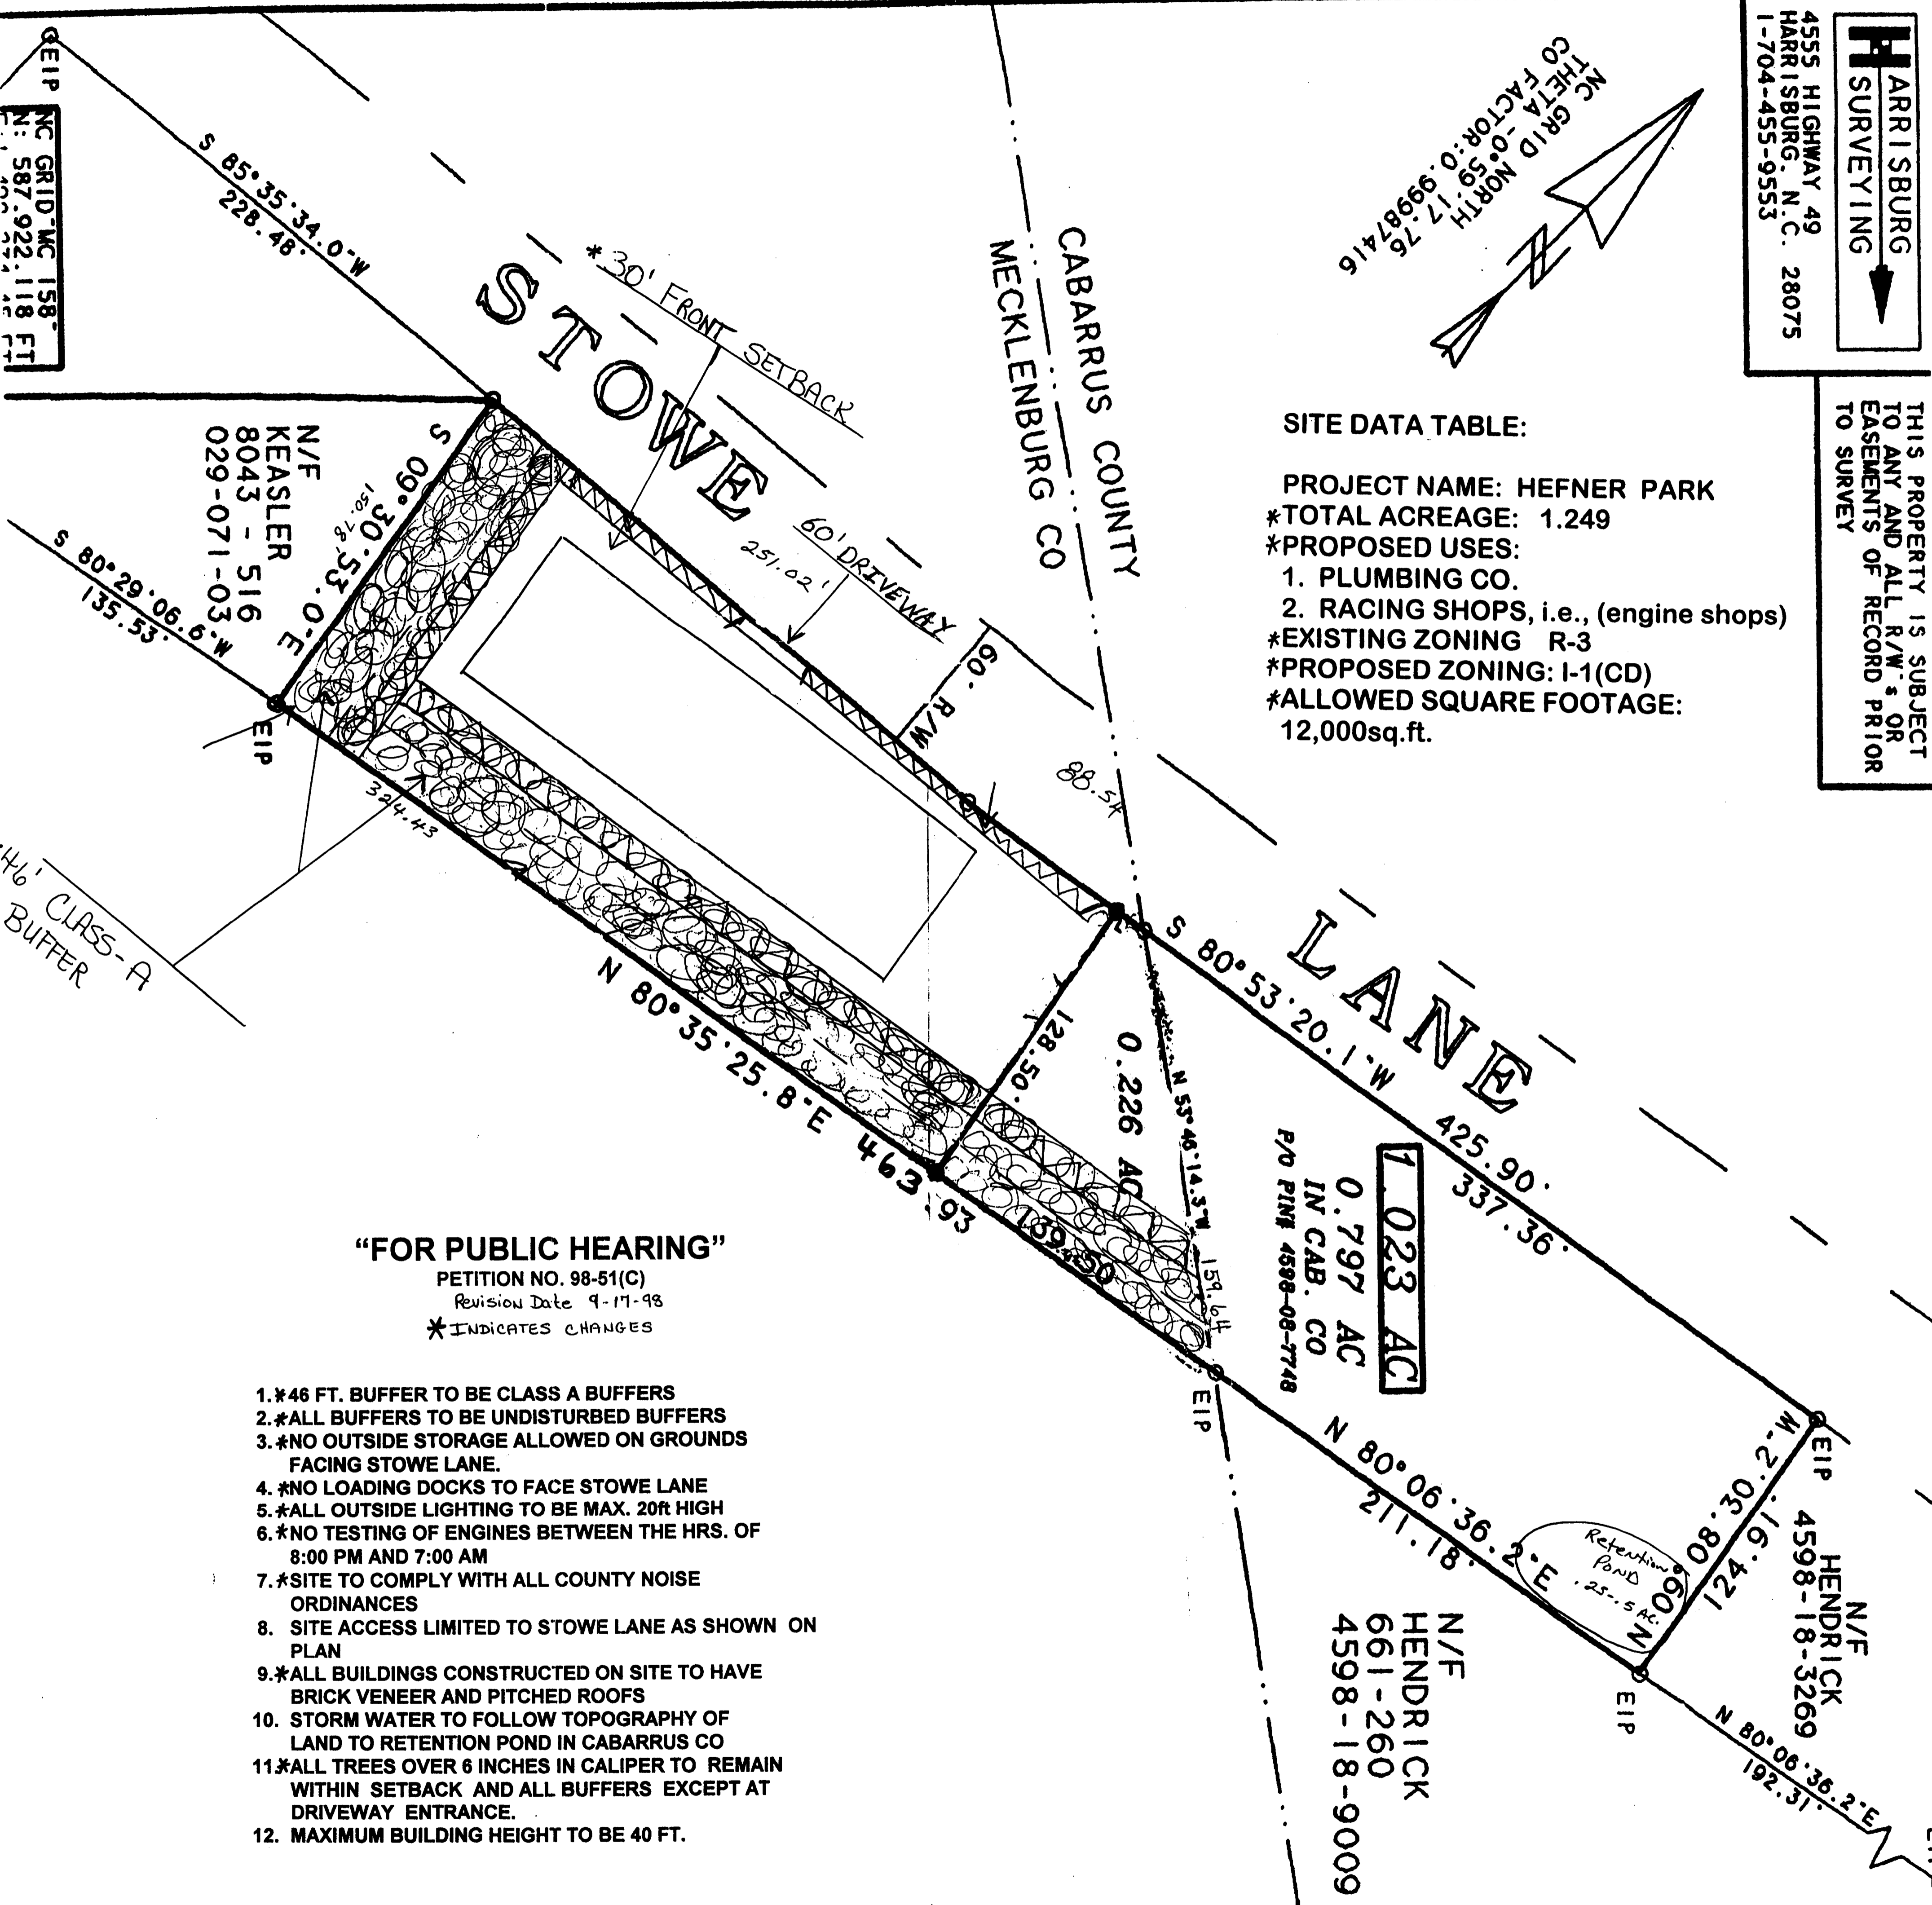 HARRISBURG
SURVEYING
4555 HIGHWAY 49
HARRISBURG. N.C. 28075
1-704-455-9553
THIS PROPERTY IS SUBJECT
TO ANY AND ALL R/W's OR
EASEMENTS OF RECORD PRIOR
TO SURVEY
NC GRID NORTH
THETA -0°59'17.76
CO FACTOR:0.99987416
N
EIP
NC GRID "MC 158"
N: 587.922.118 FT
S 85°35'34.0"W
228.48'
STOWE
LANE
*30' FRONT SETBACK
60' DRIVEWAY
251.02'
60' R/W
88.54
CABARRUS COUNTY
MECKLENBURG CO
SITE DATA TABLE:
PROJECT NAME: HEFNER PARK
*TOTAL ACREAGE: 1.249
*PROPOSED USES:
1. PLUMBING CO.
2. RACING SHOPS, i.e., (engine shops)
*EXISTING ZONING R-3
*PROPOSED ZONING: I-1(CD)
*ALLOWED SQUARE FOOTAGE:
12,000sq.ft.
N/F
KEASLER
8043 - 516
029-071-03
S 09°30'53.0"E
150.78
S 80°29'06.6"W
135.53'
EIP
324.43
46' CLASS-A
BUFFER
N 80°35'25.8"E 463.93
128.50'
139.50
0.226 AC
N 53°46'14.3"W
159.64
S 80°53'20.1"W 425.90'
337.36'
1.023 AC
0.797 AC
IN CAB. CO
P/O PIN# 4598-08-7748
EIP
N 80°06'36.2"E
211.18'
Retention
POND
.25-.5 AC.
N 09°08'30.2"W
124.91'
EIP
N/F
HENDRICK
4598-18-3269
EIP
N/F
HENDRICK
661-260
4598-18-9009
N 80°06'36.2"E
192.31'
"FOR PUBLIC HEARING"
PETITION NO. 98-51(C)
Revision Date 9-17-98
*INDICATES CHANGES
1.*46 FT. BUFFER TO BE CLASS A BUFFERS
2.*ALL BUFFERS TO BE UNDISTURBED BUFFERS
3.*NO OUTSIDE STORAGE ALLOWED ON GROUNDS
FACING STOWE LANE.
4.*NO LOADING DOCKS TO FACE STOWE LANE
5.*ALL OUTSIDE LIGHTING TO BE MAX. 20ft HIGH
6.*NO TESTING OF ENGINES BETWEEN THE HRS. OF
8:00 PM AND 7:00 AM
7.*SITE TO COMPLY WITH ALL COUNTY NOISE
ORDINANCES
8. SITE ACCESS LIMITED TO STOWE LANE AS SHOWN ON
PLAN
9.*ALL BUILDINGS CONSTRUCTED ON SITE TO HAVE
BRICK VENEER AND PITCHED ROOFS
10. STORM WATER TO FOLLOW TOPOGRAPHY OF
LAND TO RETENTION POND IN CABARRUS CO
11*ALL TREES OVER 6 INCHES IN CALIPER TO REMAIN
WITHIN SETBACK AND ALL BUFFERS EXCEPT AT
DRIVEWAY ENTRANCE.
12. MAXIMUM BUILDING HEIGHT TO BE 40 FT.